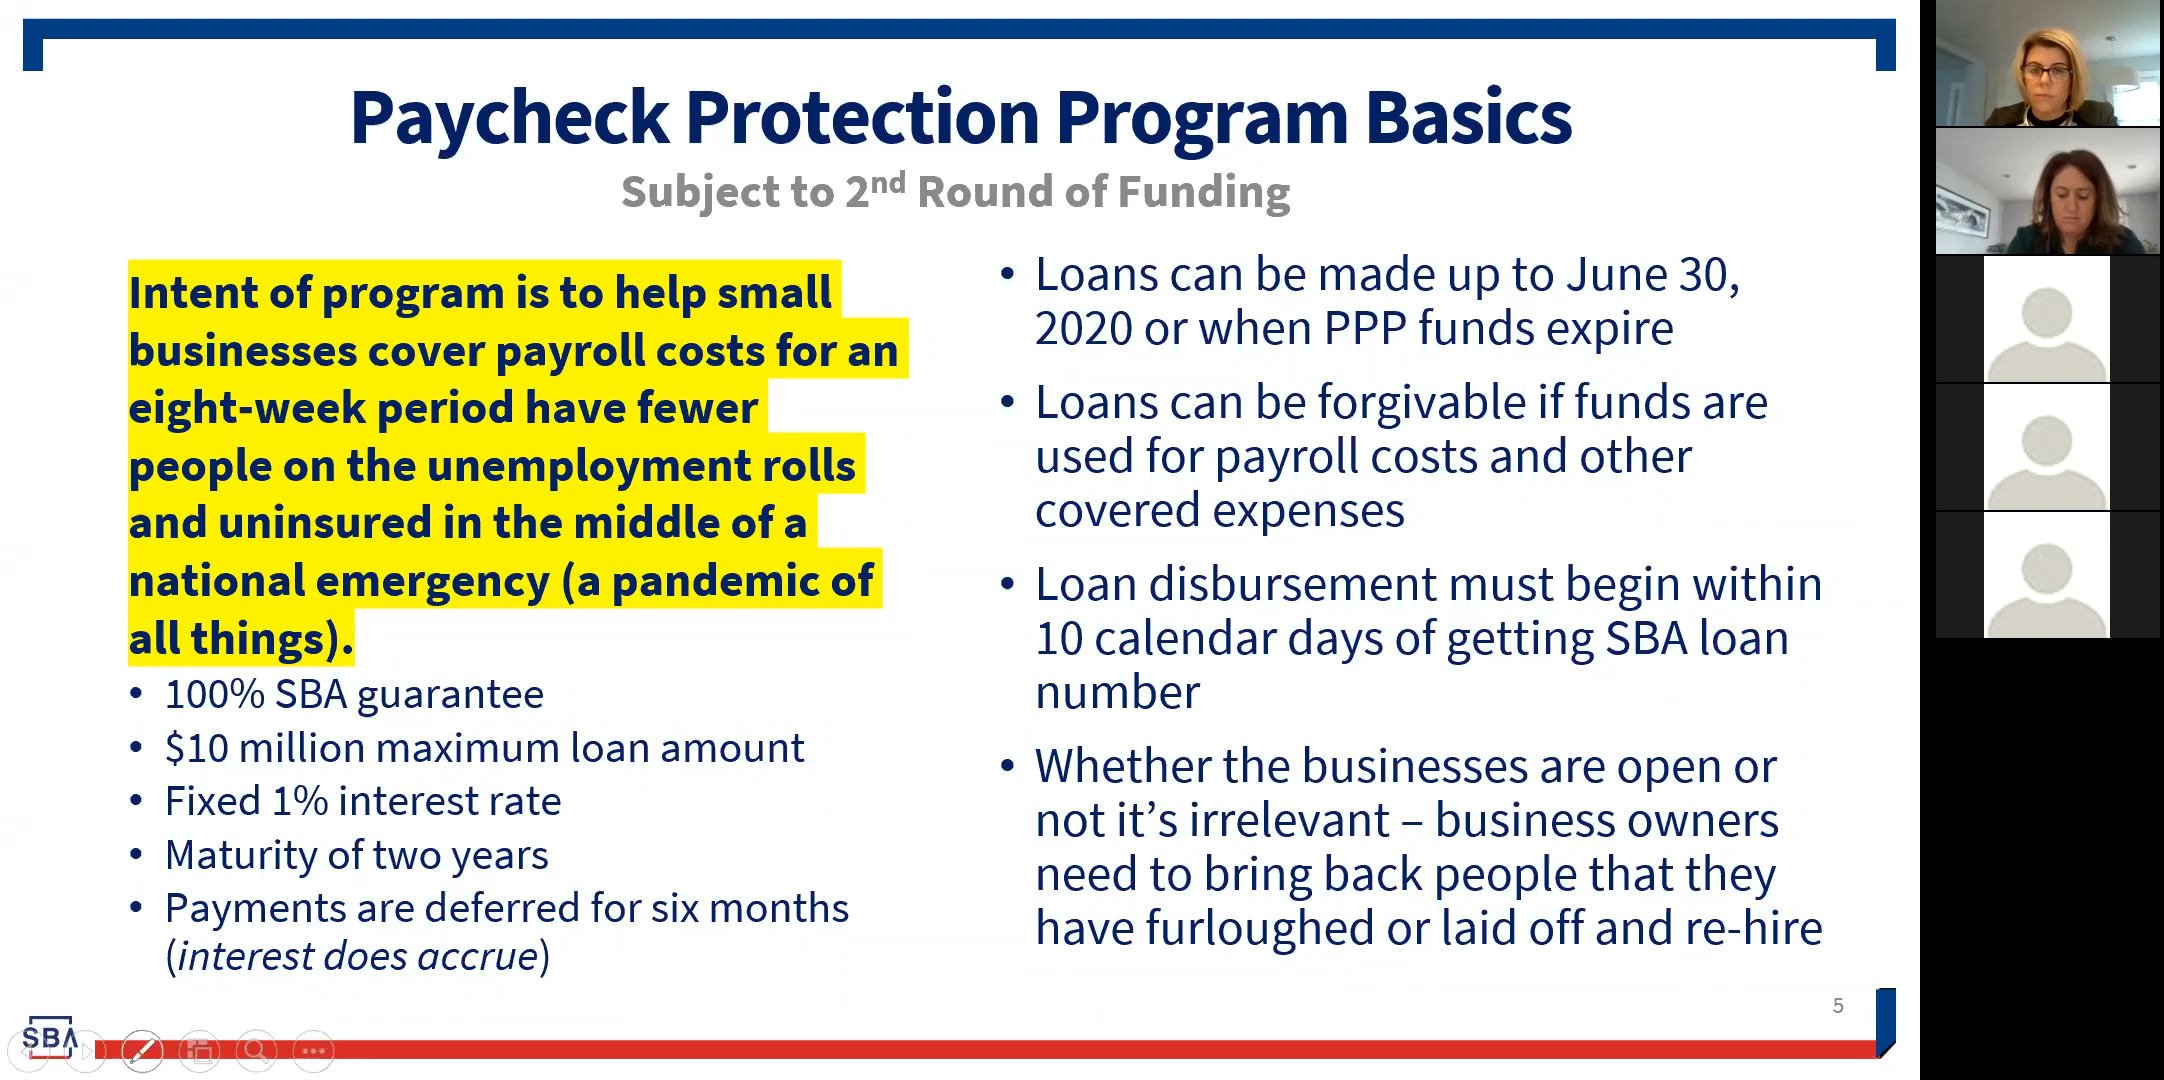 Paycheck Protection Program Basics
Subject to 2nd Round of Funding
Intent of program is to help small
businesses cover payroll costs for an
eight-week period have fewer
people on the unemployment rolls
and uninsured in the middle of a
national emergency (a pandemic of
all things).
• 100% SBA guarantee
• $10 million maximum loan amount
• Fixed 1% interest rate
• Maturity of two years
• Payments are deferred for six months
(interest does accrue)
• Loans can be made up to June 30,
2020 or when PPP funds expire
• Loans can be forgivable if funds are
used for payroll costs and other
covered expenses
• Loan disbursement must begin within
10 calendar days of getting SBA loan
number
• Whether the businesses are open or
not it’s irrelevant – business owners
need to bring back people that they
have furloughed or laid off and re-hire
5
SBA